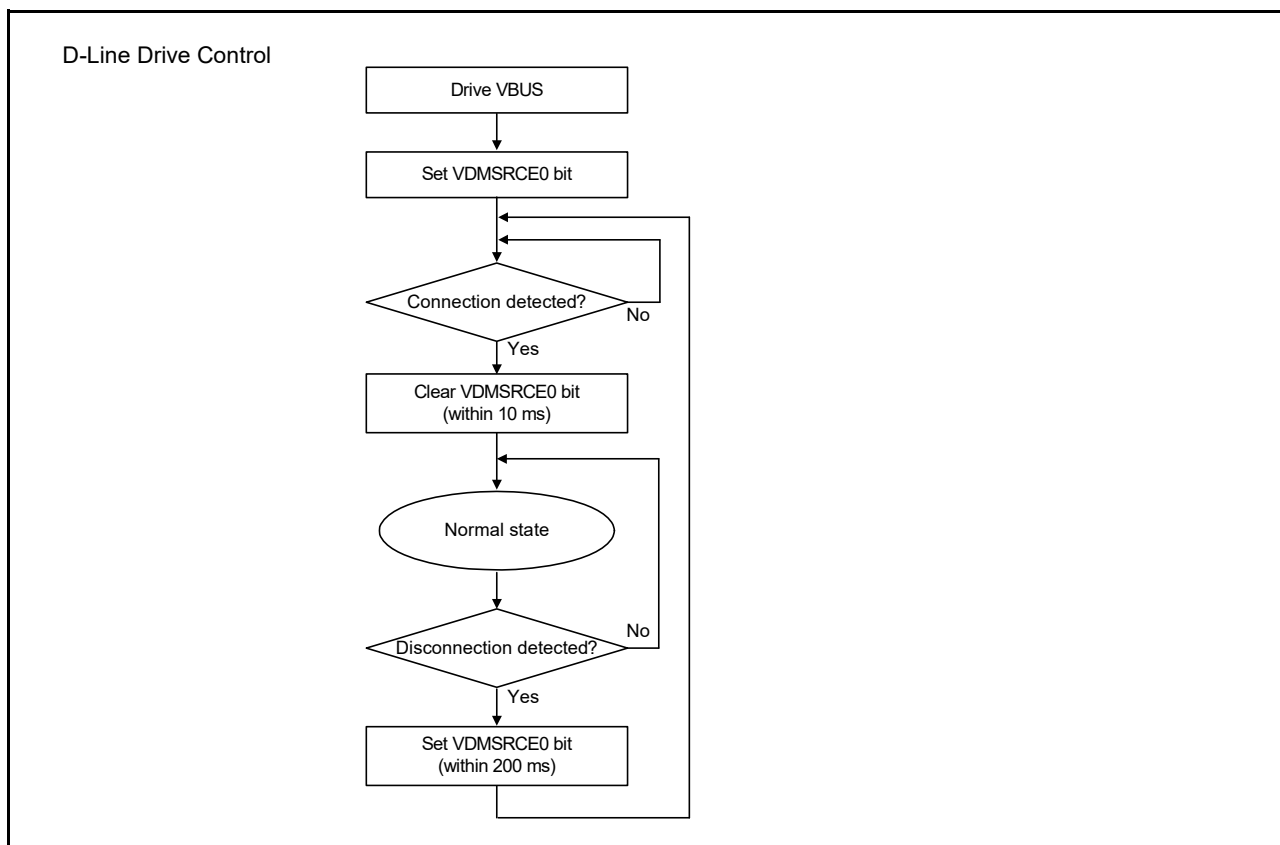 D-Line Drive Control
Drive VBUS
Set VDMSRCE0 bit
Connection detected?
No
Yes
Clear VDMSRCE0 bit
(within 10 ms)
Normal state
Disconnection detected?
No
Yes
Set VDMSRCE0 bit
(within 200 ms)